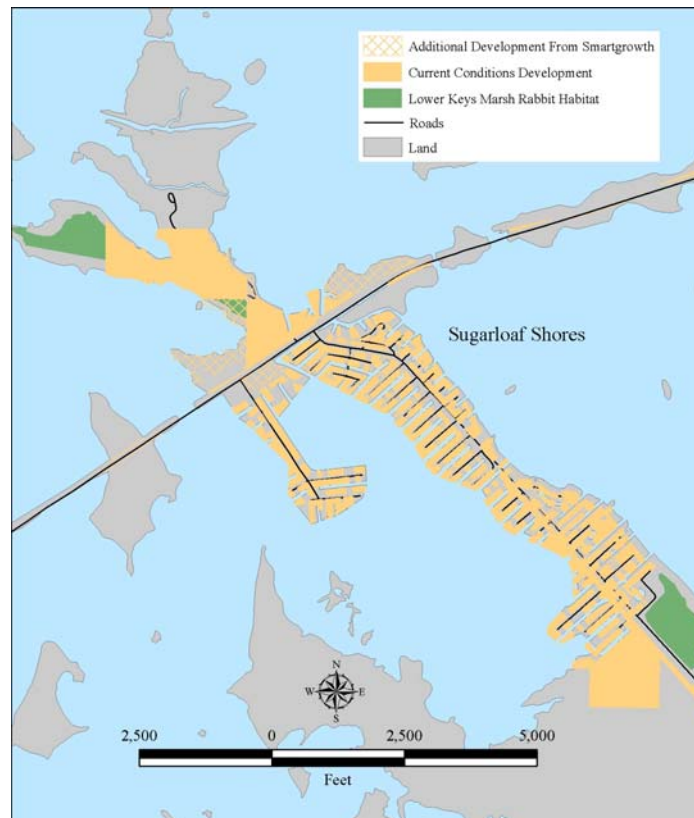 Additional Development From Smartgrowth
Current Conditions Development
Lower Keys Marsh Rabbit Habitat
Roads
Land
Sugarloaf Shores
N
W E
S
2,500 0 2,500 5,000
Feet